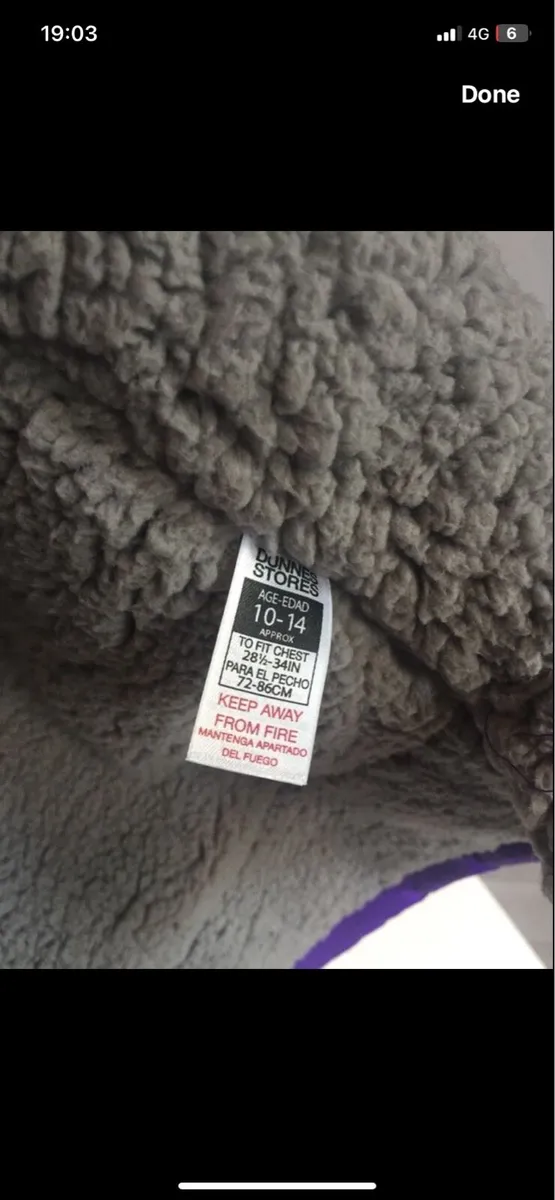 19:03
4G 6
Done
DUNNES
STORES
AGE-EDAD
10-14
APPROX
TO FIT CHEST
28½-34IN
PARA EL PECHO
72-86CM
KEEP AWAY
FROM FIRE
MANTENGA APARTADO
DEL FUEGO